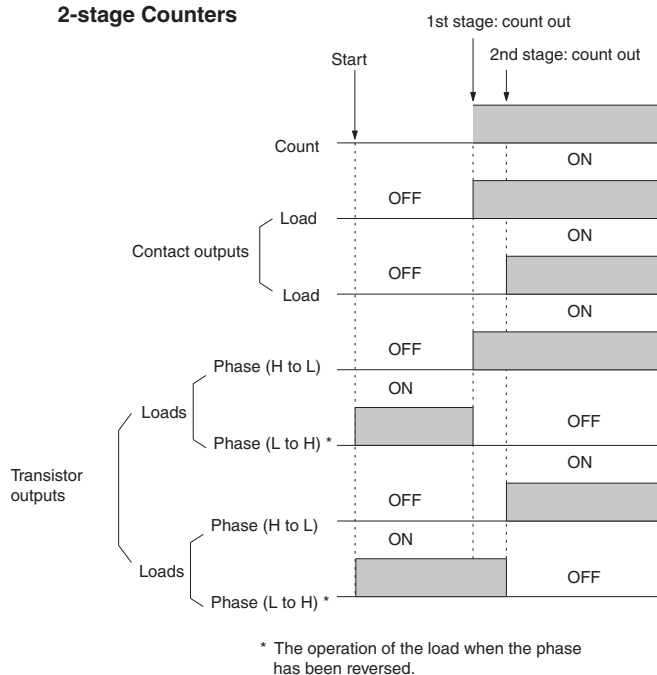 2-stage Counters
1st stage: count out
2nd stage: count out
Start
Count
ON
OFF
Load
ON
Contact outputs
OFF
Load
ON
OFF
Phase (H to L)
ON
Loads
OFF
Phase (L to H) *
ON
Transistor
outputs
OFF
Phase (H to L)
ON
Loads
OFF
Phase (L to H) *
* The operation of the load when the phase
has been reversed.